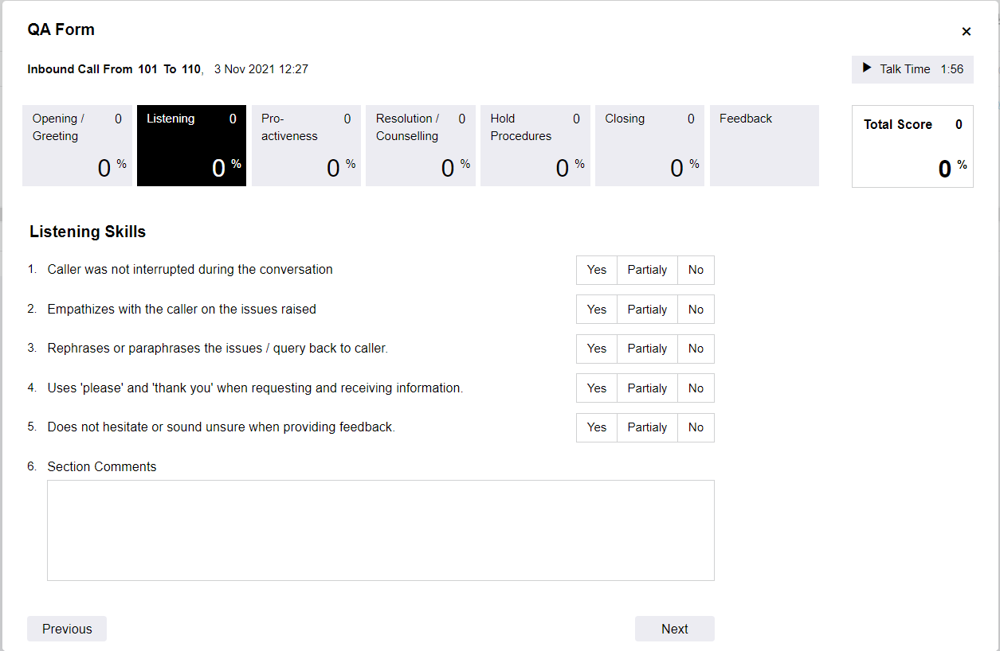 QA Form
×
Inbound Call From 101 To 110, 3 Nov 2021 12:27
Talk Time 1:56
Opening / 0
Greeting
0 %
Listening 0
0 %
Pro- 0
activeness
0 %
Resolution / 0
Counselling
0 %
Hold 0
Procedures
0 %
Closing 0
0 %
Feedback
Total Score 0
0 %
Listening Skills
1. Caller was not interrupted during the conversation Yes Partialy No
2. Empathizes with the caller on the issues raised Yes Partialy No
3. Rephrases or paraphrases the issues / query back to caller. Yes Partialy No
4. Uses 'please' and 'thank you' when requesting and receiving information. Yes Partialy No
5. Does not hesitate or sound unsure when providing feedback. Yes Partialy No
6. Section Comments
Previous Next